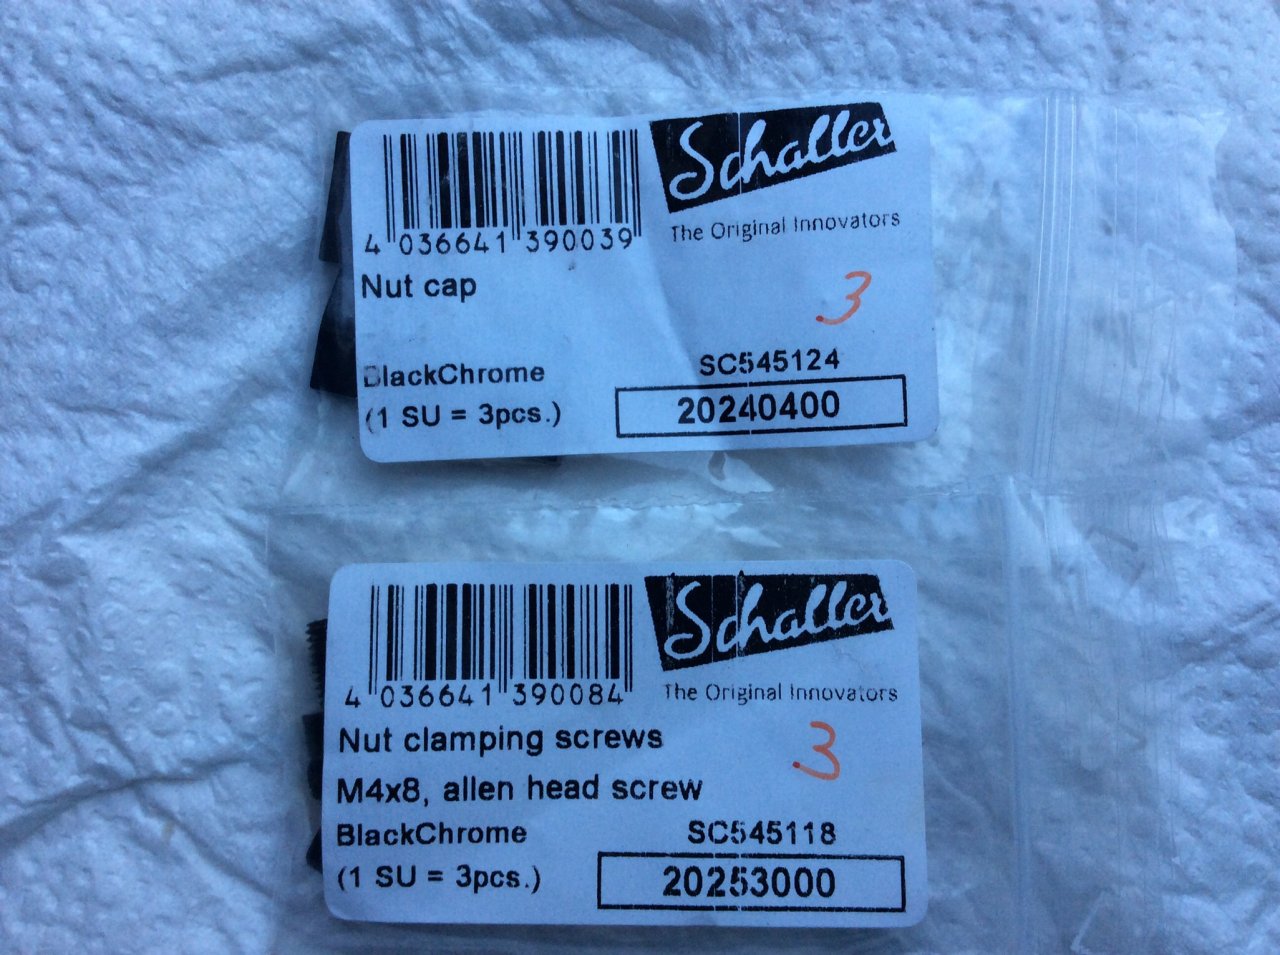 Schaller
The Original Innovators
4 036641 390039
Nut cap
3
BlackChrome
SC545124
(1 SU = 3pcs.)
20240400
Schaller
The Original Innovators
4 036641 390084
Nut clamping screws
3
M4x8, allen head screw
BlackChrome
SC545118
(1 SU = 3pcs.)
20253000